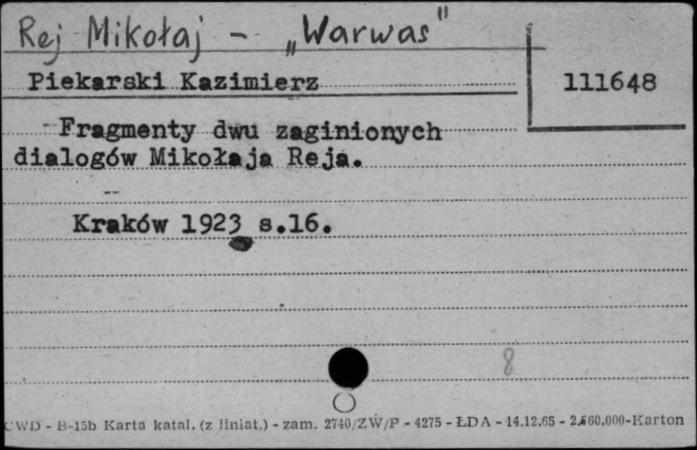 Rej Mikołaj - „Warwas"
Piekarski Kazimierz
111648
-Fragmenty dwu zaginionych
dialogów Mikołaja Reja.
--
Kraków 1923 s.16.
8
CWD - B-15b Karta katal. (z liniat.) - zam. 2740/ZW/P - 4275 - ŁDA - 14.12.65 - 2.560.000-Karton